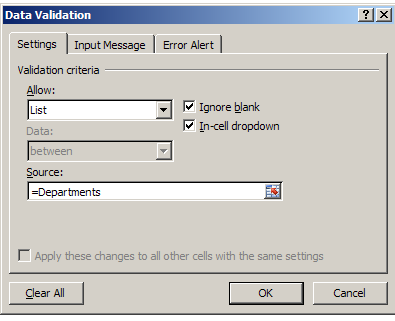 Data Validation
Settings Input Message Error Alert
Validation criteria
Allow:
List
Ignore blank
Data:
In-cell dropdown
between
Source:
=Departments
Apply these changes to all other cells with the same settings
Clear All OK Cancel